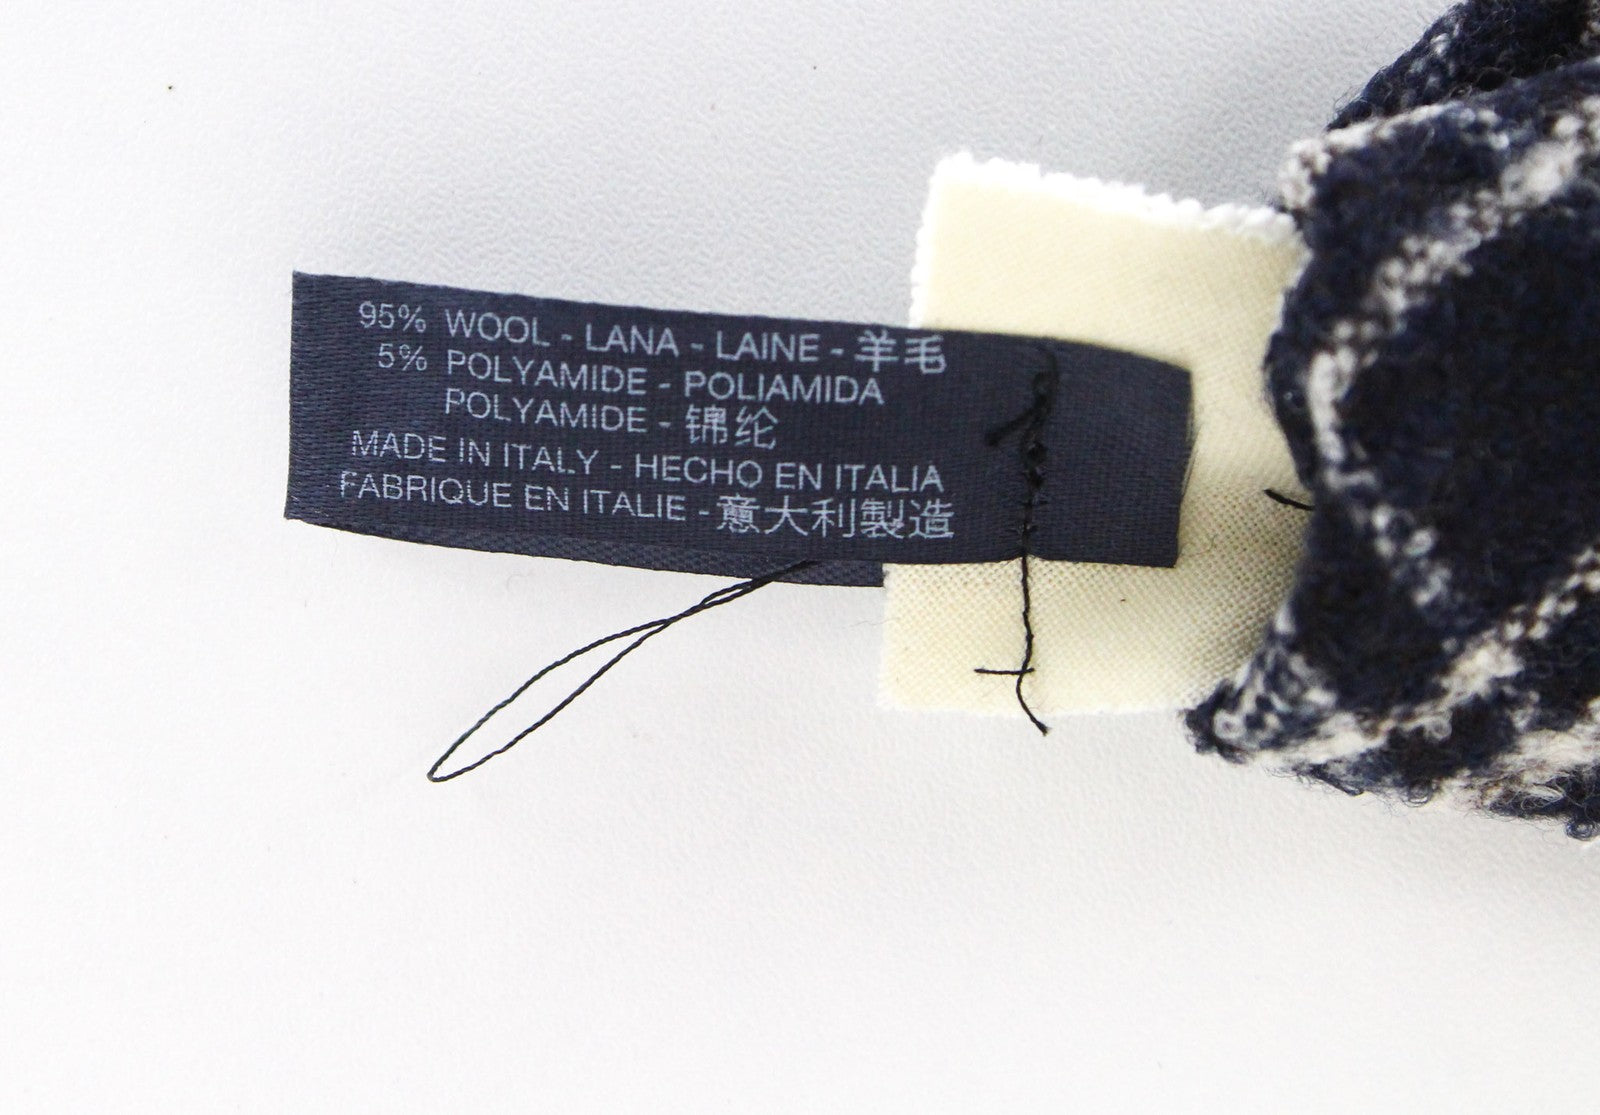 95% WOOL - LANA - LAINE - 羊毛
5% POLYAMIDE - POLIAMIDA
POLYAMIDE - 锦纶
MADE IN ITALY - HECHO EN ITALIA
FABRIQUE EN ITALIE - 意大利製造